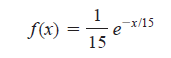 f(x) = 1/15 e^{-x/15}